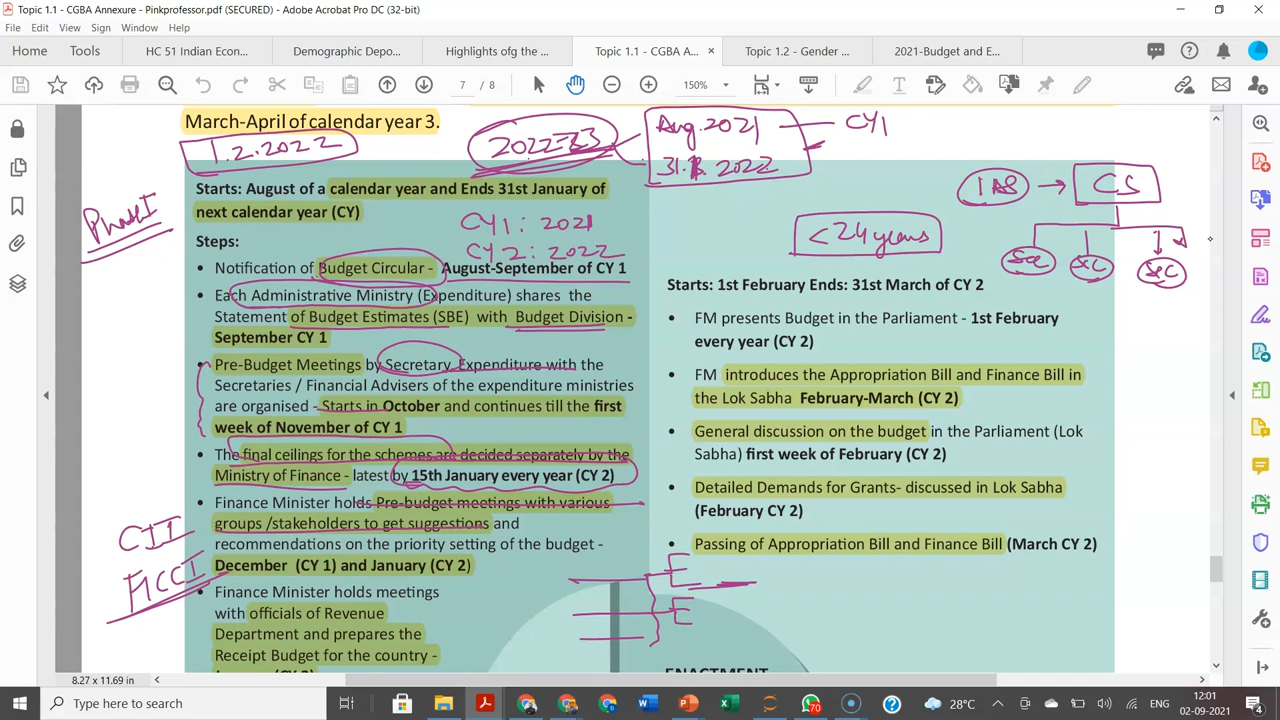 Topic 1.1 - CGBA Annexure - Pinkprofessor.pdf (SECURED) - Adobe Acrobat Pro DC (32-bit)
File Edit View Sign Window Help
Home Tools HC 51 Indian Econ... Demographic Depo... Highlights ofg the ... Topic 1.1 - CGBA A... × Topic 1.2 - Gender ... 2021-Budget and E...
7 / 8 150%
March-April of calendar year 3.
1.2.2022
2022-23
Aug. 2021 CY1
31.1. 2022
Phase I
Starts: August of a calendar year and Ends 31st January of
next calendar year (CY)
CY1: 2021
CY2: 2022
Steps:
• Notification of Budget Circular - August-September of CY 1
• Each Administrative Ministry (Expenditure) shares the
Statement of Budget Estimates (SBE) with Budget Division -
September CY 1
• Pre-Budget Meetings by Secretary Expenditure with the
Secretaries / Financial Advisers of the expenditure ministries
are organised - Starts in October and continues till the first
week of November of CY 1
• The final ceilings for the schemes are decided separately by the
Ministry of Finance - latest by 15th January every year (CY 2)
• Finance Minister holds Pre-budget meetings with various
groups /stakeholders to get suggestions and
recommendations on the priority setting of the budget -
December (CY 1) and January (CY 2)
• Finance Minister holds meetings
with officials of Revenue
Department and prepares the
Receipt Budget for the country -
CII
FICCI
IAS → CS
Sec Sec Sec
< 24 years
Starts: 1st February Ends: 31st March of CY 2
• FM presents Budget in the Parliament - 1st February
every year (CY 2)
• FM introduces the Appropriation Bill and Finance Bill in
the Lok Sabha February-March (CY 2)
• General discussion on the budget in the Parliament (Lok
Sabha) first week of February (CY 2)
• Detailed Demands for Grants- discussed in Lok Sabha
(February CY 2)
• Passing of Appropriation Bill and Finance Bill (March CY 2)
E
E
ENACTMENT
8.27 x 11.69 in
Type here to search
70
28°C
ENG
12:01
02-09-2021
4